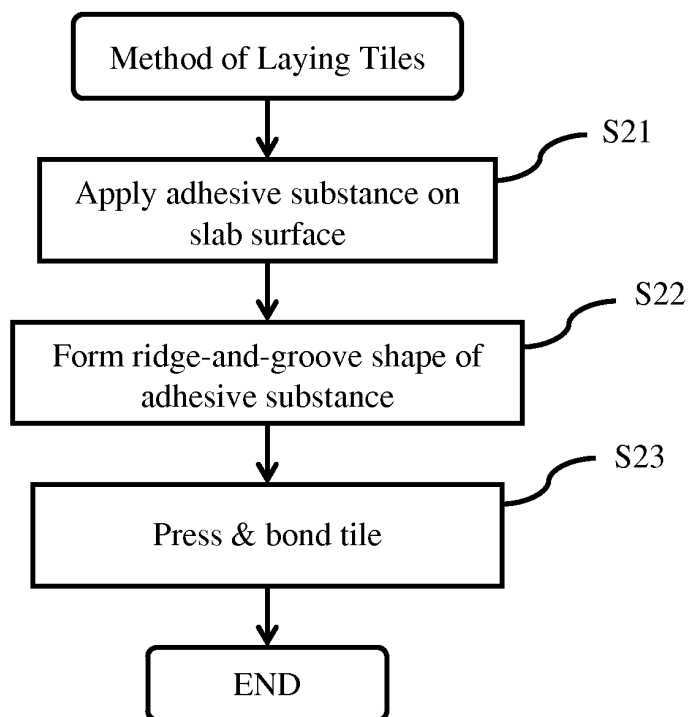 Method of Laying Tiles
S21
Apply adhesive substance on
slab surface
S22
Form ridge-and-groove shape of
adhesive substance
S23
Press & bond tile
END